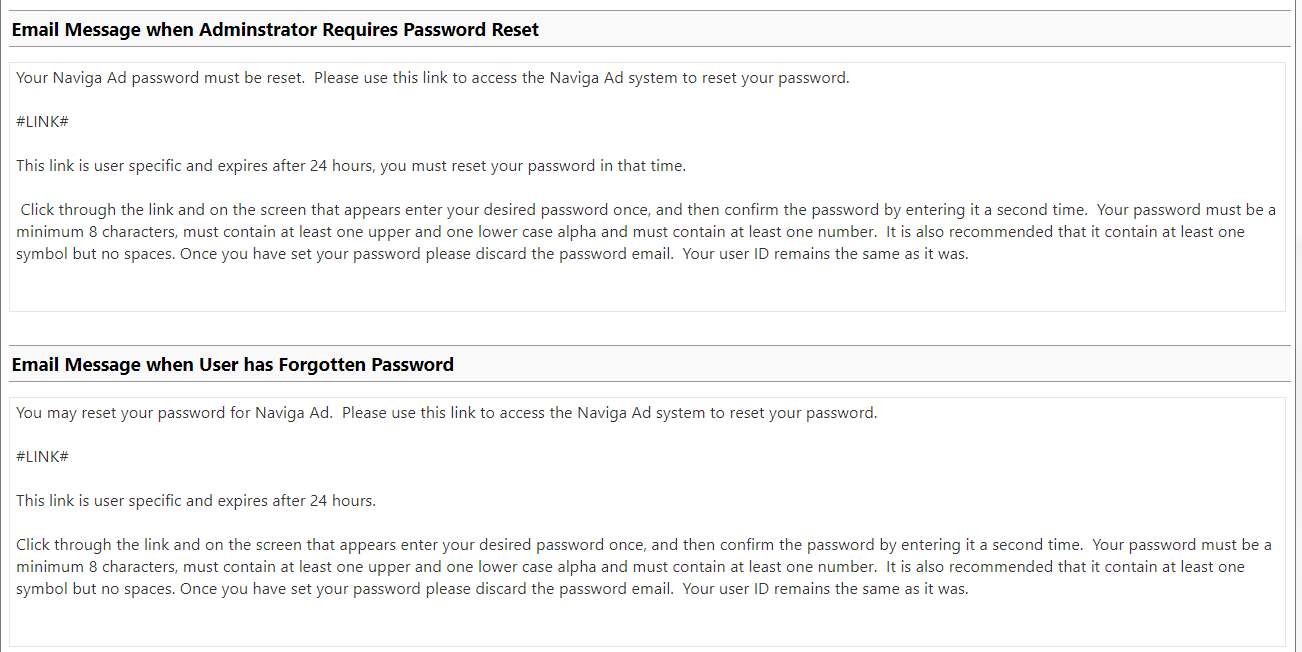 Email Message when Adminstrator Requires Password Reset
Your Naviga Ad password must be reset.  Please use this link to access the Naviga Ad system to reset your password.
#LINK#
This link is user specific and expires after 24 hours, you must reset your password in that time.
Click through the link and on the screen that appears enter your desired password once, and then confirm the password by entering it a second time.  Your password must be a
minimum 8 characters, must contain at least one upper and one lower case alpha and must contain at least one number.  It is also recommended that it contain at least one
symbol but no spaces. Once you have set your password please discard the password email.  Your user ID remains the same as it was.
Email Message when User has Forgotten Password
You may reset your password for Naviga Ad.  Please use this link to access the Naviga Ad system to reset your password.
#LINK#
This link is user specific and expires after 24 hours.
Click through the link and on the screen that appears enter your desired password once, and then confirm the password by entering it a second time.  Your password must be a
minimum 8 characters, must contain at least one upper and one lower case alpha and must contain at least one number.  It is also recommended that it contain at least one
symbol but no spaces. Once you have set your password please discard the password email.  Your user ID remains the same as it was.